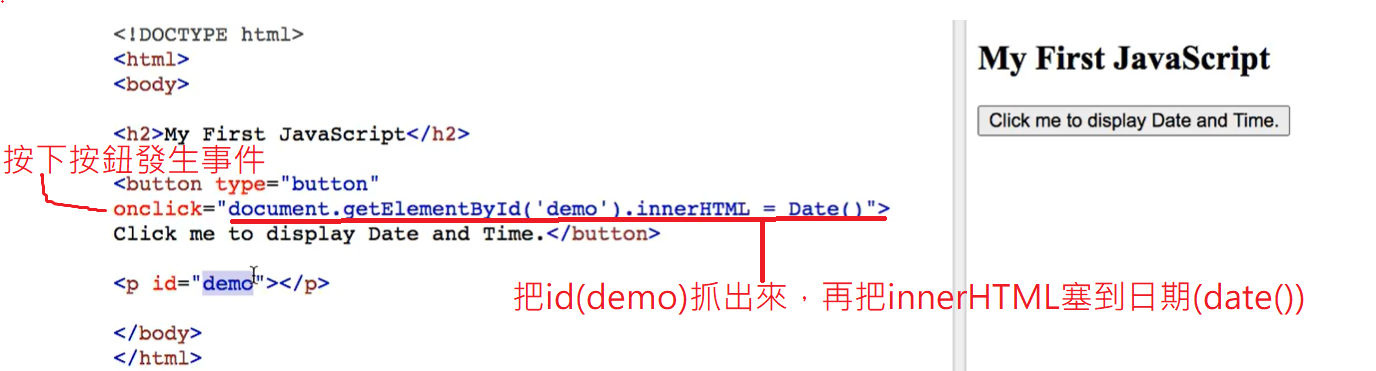 <!DOCTYPE html>
<html>
<body>
<h2>My First JavaScript</h2>
按下按鈕發生事件
<button type="button"
onclick="document.getElementById('demo').innerHTML = Date()">
Click me to display Date and Time.</button>
<p id="demo"></p>
把id(demo)抓出來，再把innerHTML塞到日期(date())
</body>
</html>
My First JavaScript
Click me to display Date and Time.